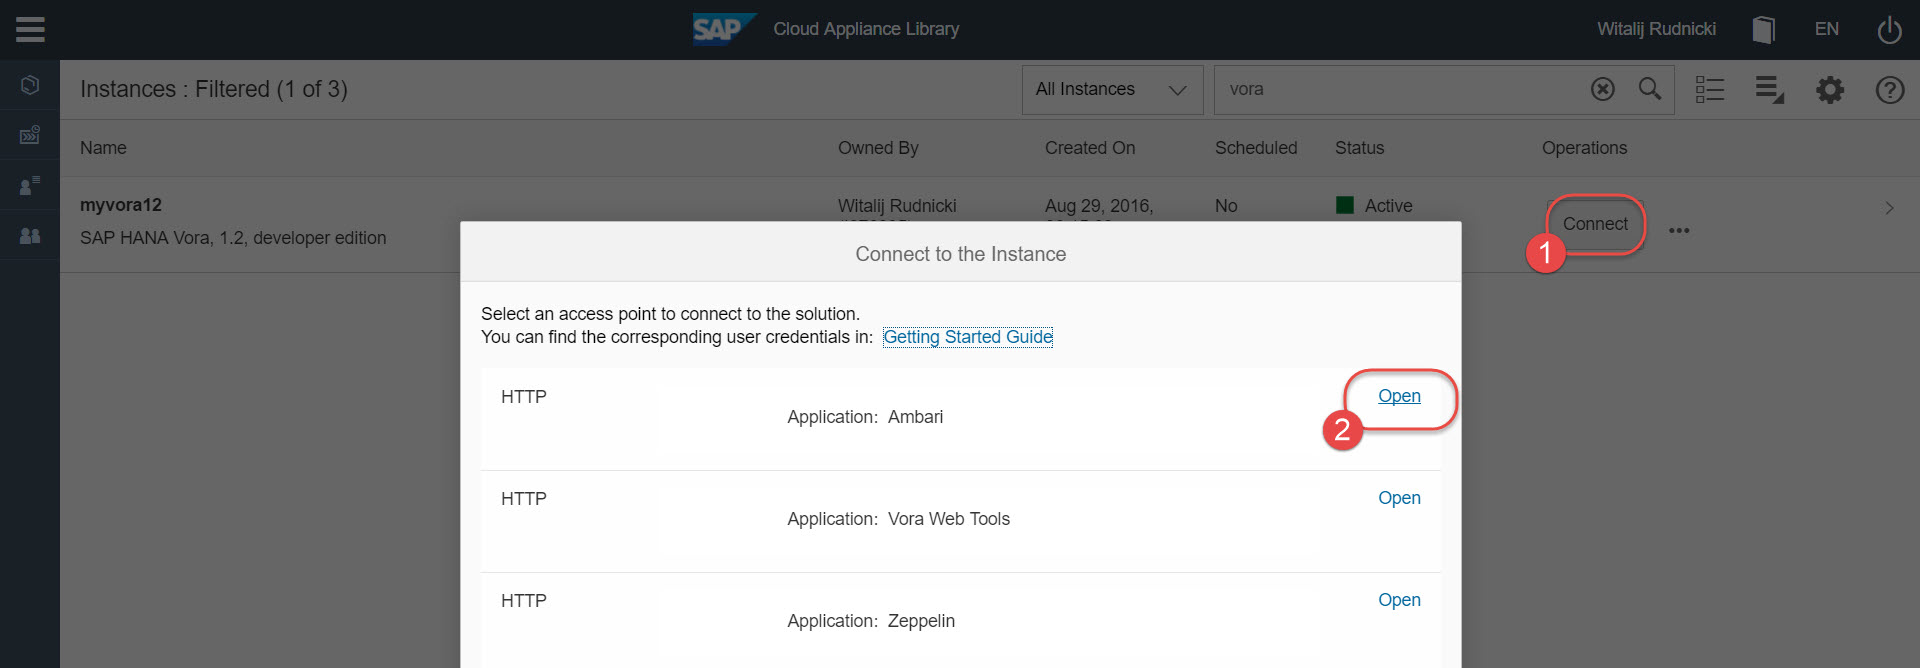 SAP Cloud Appliance Library
Witalij Rudnicki EN
Instances : Filtered (1 of 3)
All Instances
vora
Name Owned By Created On Scheduled Status Operations
myvora12 Witalij Rudnicki Aug 29, 2016, No Active
SAP HANA Vora, 1.2, developer edition
Connect
1
Connect to the Instance
Select an access point to connect to the solution.
You can find the corresponding user credentials in: Getting Started Guide
HTTP Open
Application: Ambari
2
HTTP Open
Application: Vora Web Tools
HTTP Open
Application: Zeppelin